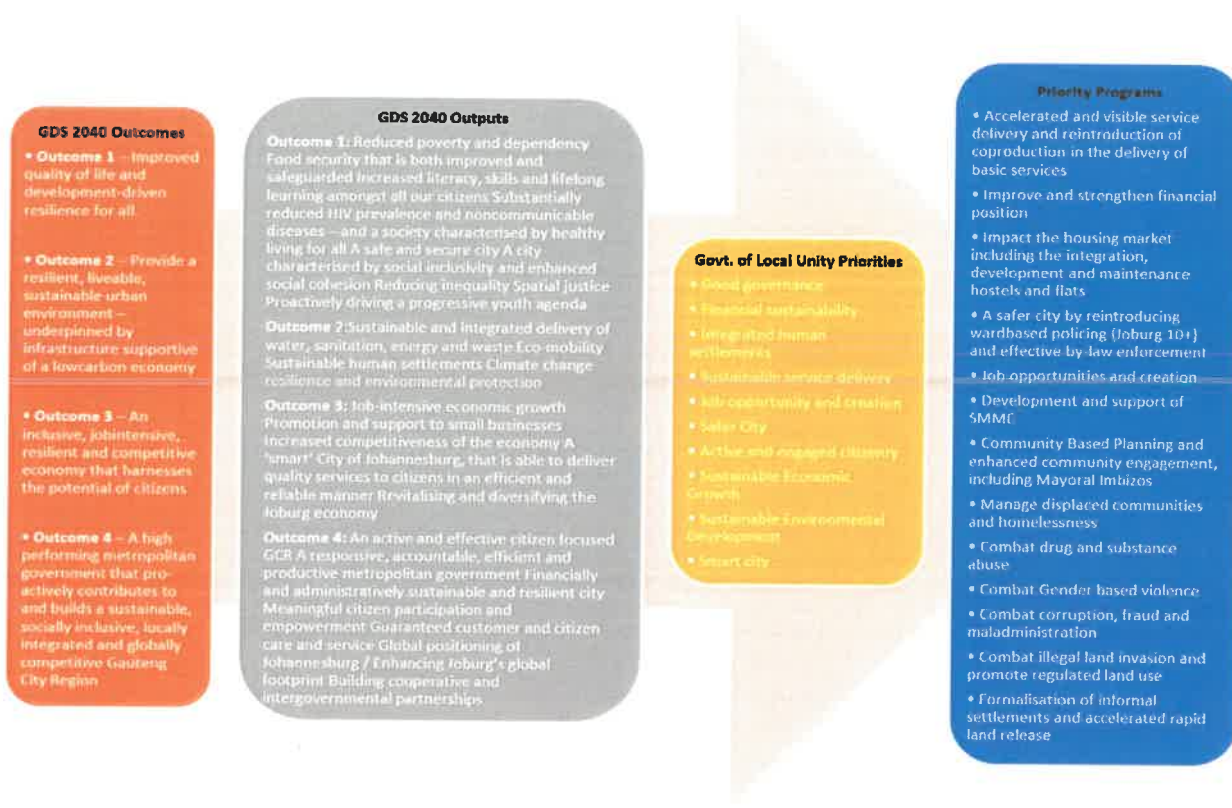 GDS 2040 Outcomes
• Outcome 1 – Improved
quality of life and
development-driven
resilience for all
• Outcome 2 – Provide a
resilient, liveable,
sustainable urban
environment –
underpinned by
infrastructure supportive
of a lowcarbon economy
• Outcome 3 – An
inclusive, jobintensive,
resilient and competitive
economy that harnesses
the potential of citizens
• Outcome 4 – A high
performing metropolitan
government that pro-
actively contributes to
and builds a sustainable,
socially inclusive, locally
integrated and globally
competitive Gauteng
City Region
GDS 2040 Outputs
Outcome 1: Reduced poverty and dependency
Food security that is both improved and
safeguarded Increased literacy, skills and lifelong
learning amongst all our citizens Substantially
reduced HIV prevalence and noncommunicable
diseases – and a society characterised by healthy
living for all A safe and secure city A city
characterised by social inclusivity and enhanced
social cohesion Reducing inequality Spatial justice
Proactively driving a progressive youth agenda
Outcome 2:Sustainable and integrated delivery of
water, sanitation, energy and waste Eco-mobility
Sustainable human settlements Climate change
resilience and environmental protection
Outcome 3: Job-intensive economic growth
Promotion and support to small businesses
Increased competitiveness of the economy A
'smart' City of Johannesburg, that is able to deliver
quality services to citizens in an efficient and
reliable manner Revitalising and diversifying the
Joburg economy
Outcome 4: An active and effective citizen focused
GCR A responsive, accountable, efficient and
productive metropolitan government Financially
and administratively sustainable and resilient city
Meaningful citizen participation and
empowerment Guaranteed customer and citizen
care and service Global positioning of
Johannesburg / Enhancing Joburg's global
footprint Building cooperative and
intergovernmental partnerships
Govt. of Local Unity Priorities
• Good governance
• Financial sustainability
• Integrated human
settlements
• Sustainable service delivery
• Job opportunity and creation
• Safer City
• Active and engaged citizenry
• Sustainable Economic
Growth
• Sustainable Environmental
Development
• Smart city
Priority Programs
• Accelerated and visible service
delivery and reintroduction of
coproduction in the delivery of
basic services
• Improve and strengthen financial
position
• Impact the housing market
including the integration,
development and maintenance
hostels and flats
• A safer city by reintroducing
wardbased policing (Joburg 10+)
and effective by-law enforcement
• Job opportunities and creation
• Development and support of
SMME
• Community Based Planning and
enhanced community engagement,
including Mayoral Imbizos
• Manage displaced communities
and homelessness
• Combat drug and substance
abuse
• Combat Gender based violence
• Combat corruption, fraud and
maladministration
• Combat illegal land invasion and
promote regulated land use
• Formalisation of informal
settlements and accelerated rapid
land release